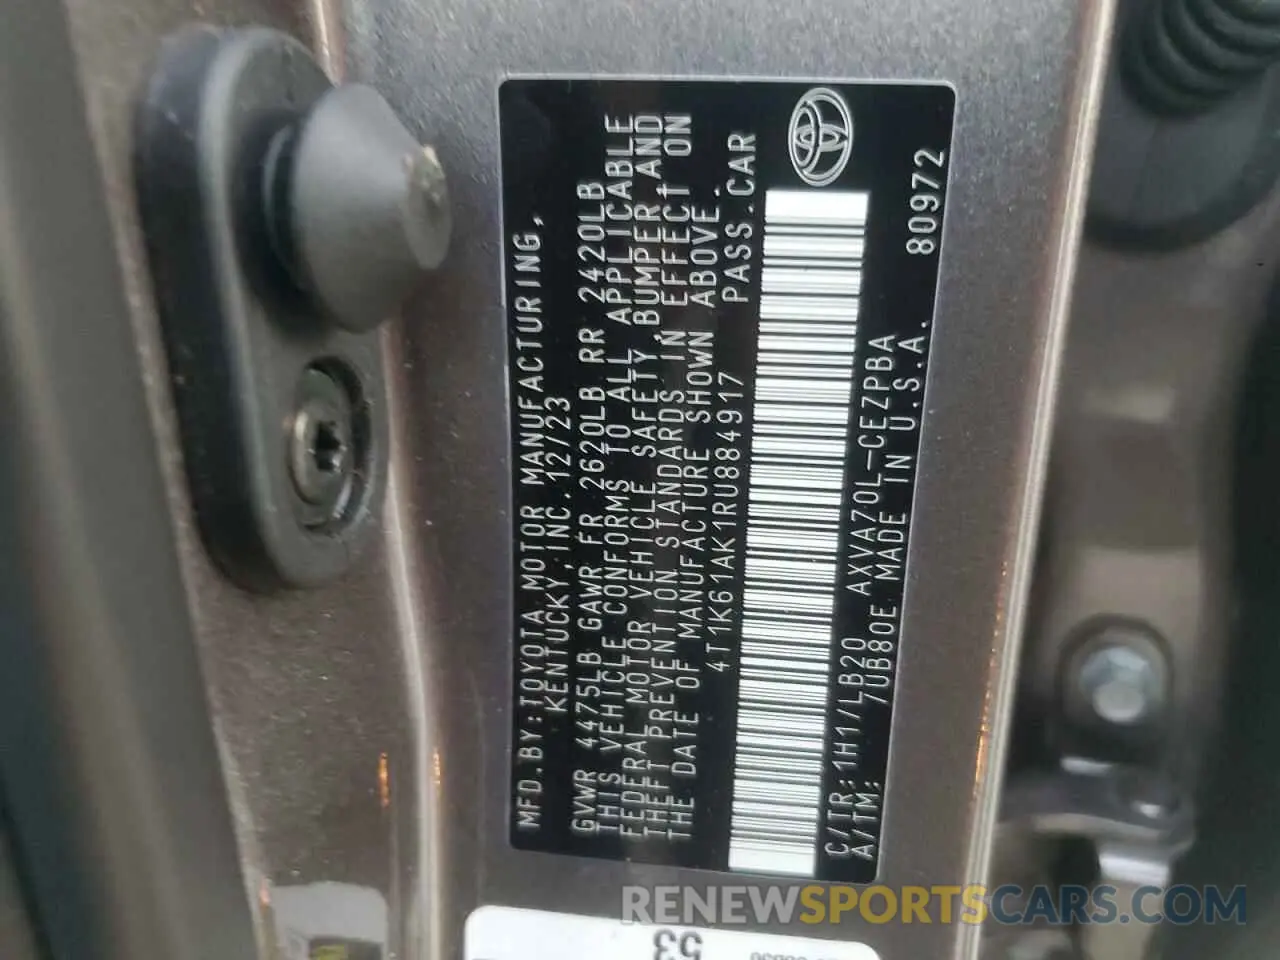 MFD.BY:TOYOTA MOTOR MANUFACTURING,
KENTUCKY,INC.12/23
GVWR 4475LB GAWR FR 2620LB RR 2420LB
THIS VEHICLE CONFORMS TO ALL APPLICABLE
FEDERAL MOTOR VEHICLE SAFETY,BUMPER,AND
THEFT PREVENTION STANDARDS IN EFFECT ON
THE DATE OF MANUFACTURE SHOWN ABOVE.
4T1K61AK1RU884917 PASS.CAR
C/TR:1H1/LB20 AXVA70L-CEZPBA
A/TM: /UB80E MADE IN U.S.A. 80972
53
RENEWSPORTSCARS.COM